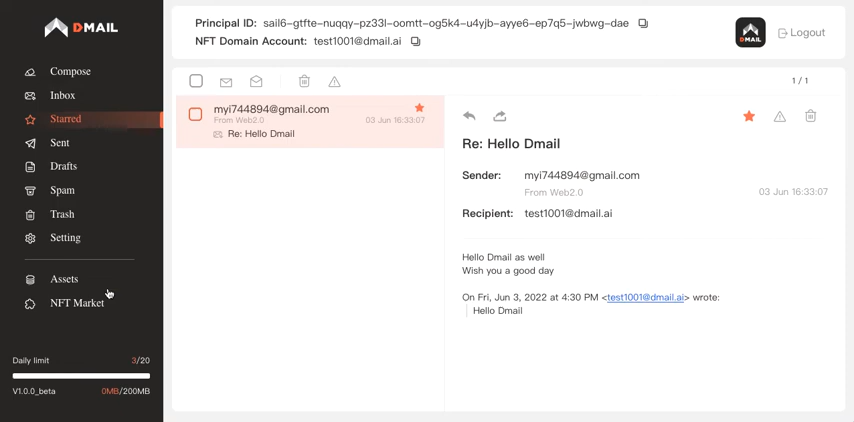 DMAIL
Compose
Inbox
Starred
Sent
Drafts
Spam
Trash
Setting
Assets
NFT Market
Daily limit 3/20
V1.0.0_beta 0MB/200MB
Principal ID: sail6-gtfte-nuqqy-pz33l-oomtt-og5k4-u4yjb-ayye6-ep7q5-jwbwg-dae
NFT Domain Account: test1001@dmail.ai
DMAIL
Logout
1 / 1
myi744894@gmail.com
From Web2.0 03 Jun 16:33:07
Re: Hello Dmail
Re: Hello Dmail
Sender: myi744894@gmail.com
From Web2.0 03 Jun 16:33:07
Recipient: test1001@dmail.ai
Hello Dmail as well
Wish you a good day
On Fri, Jun 3, 2022 at 4:30 PM <test1001@dmail.ai> wrote:
Hello Dmail